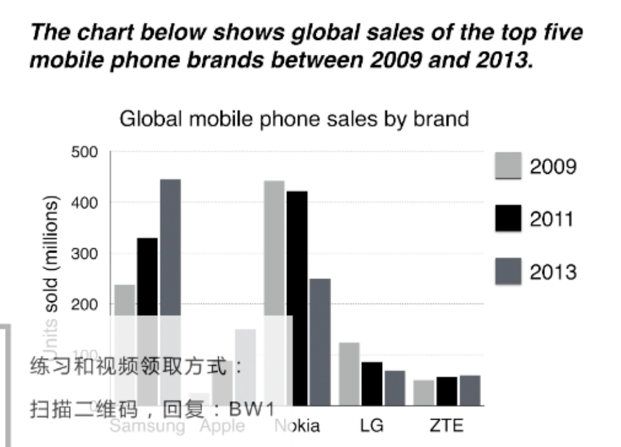 The chart below shows global sales of the top five
mobile phone brands between 2009 and 2013.
Global mobile phone sales by brand
Units sold (millions)
500
400
300
200
100
0
2009
2011
2013
练习和视频领取方式：
扫描二维码，回复：BW1
Samsung Apple Nokia LG ZTE